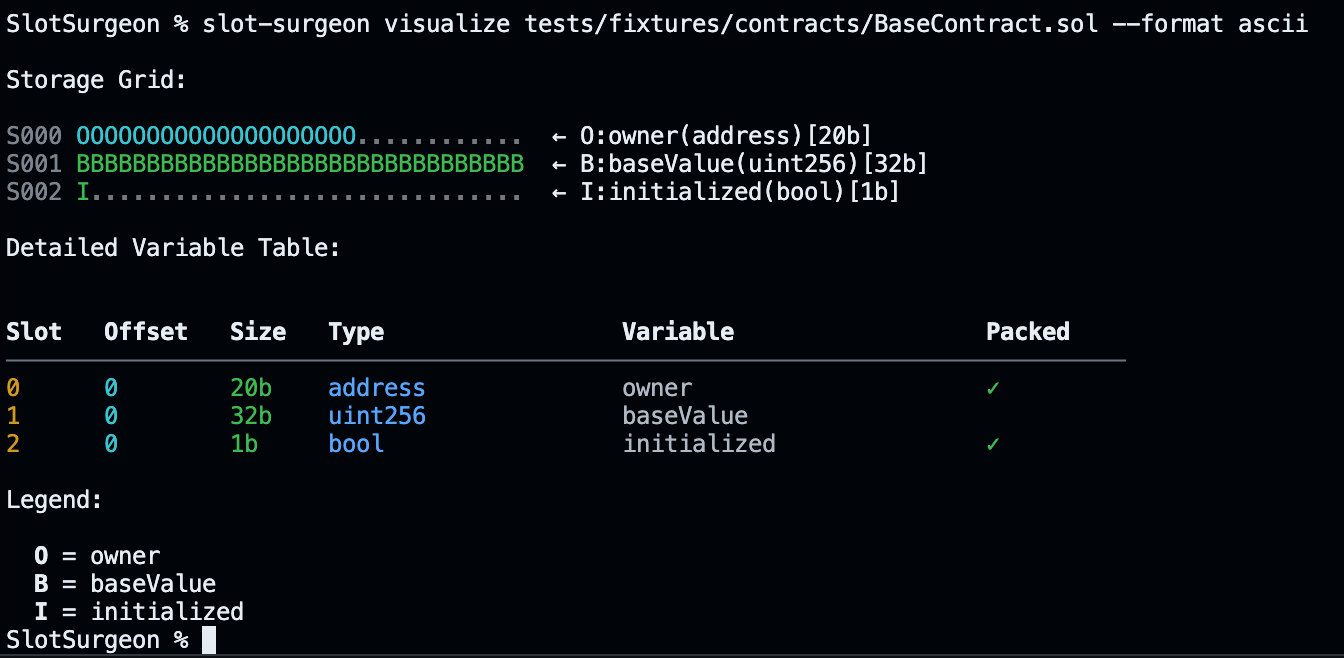 SlotSurgeon % slot-surgeon visualize tests/fixtures/contracts/BaseContract.sol --format ascii
Storage Grid:
S000 OOOOOOOOOOOOOOOOOOOO............  ← O:owner(address)[20b]
S001 BBBBBBBBBBBBBBBBBBBBBBBBBBBBBBBB  ← B:baseValue(uint256)[32b]
S002 I...............................  ← I:initialized(bool)[1b]
Detailed Variable Table:
Slot   Offset   Size   Type                 Variable                  Packed
0      0        20b    address              owner                     ✓
1      0        32b    uint256              baseValue
2      0        1b     bool                 initialized               ✓
Legend:
  O = owner
  B = baseValue
  I = initialized
SlotSurgeon %